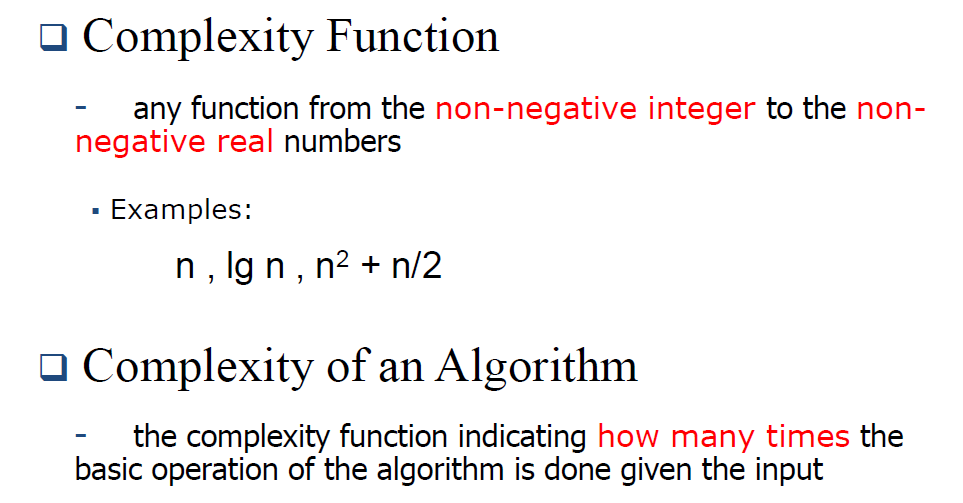 ❑ Complexity Function
- any function from the non-negative integer to the non-
negative real numbers
▪ Examples:
n , lg n , n² + n/2
❑ Complexity of an Algorithm
- the complexity function indicating how many times the
basic operation of the algorithm is done given the input